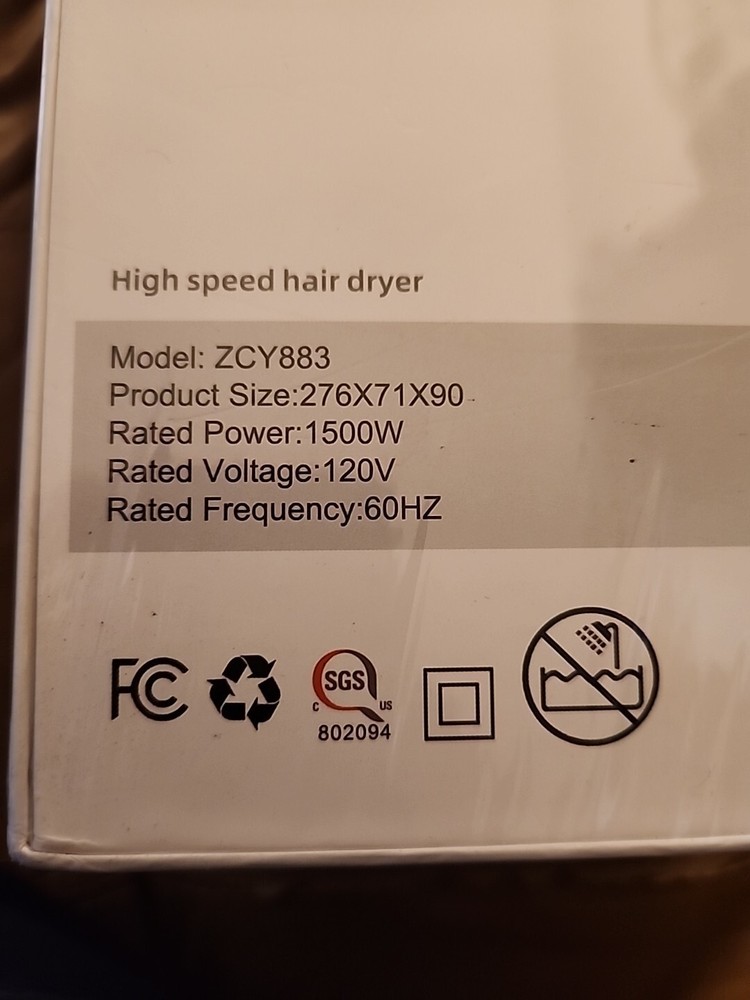 High speed hair dryer
Model: ZCY883
Product Size:276X71X90
Rated Power:1500W
Rated Voltage:120V
Rated Frequency:60HZ
FC
SGS
C US
802094